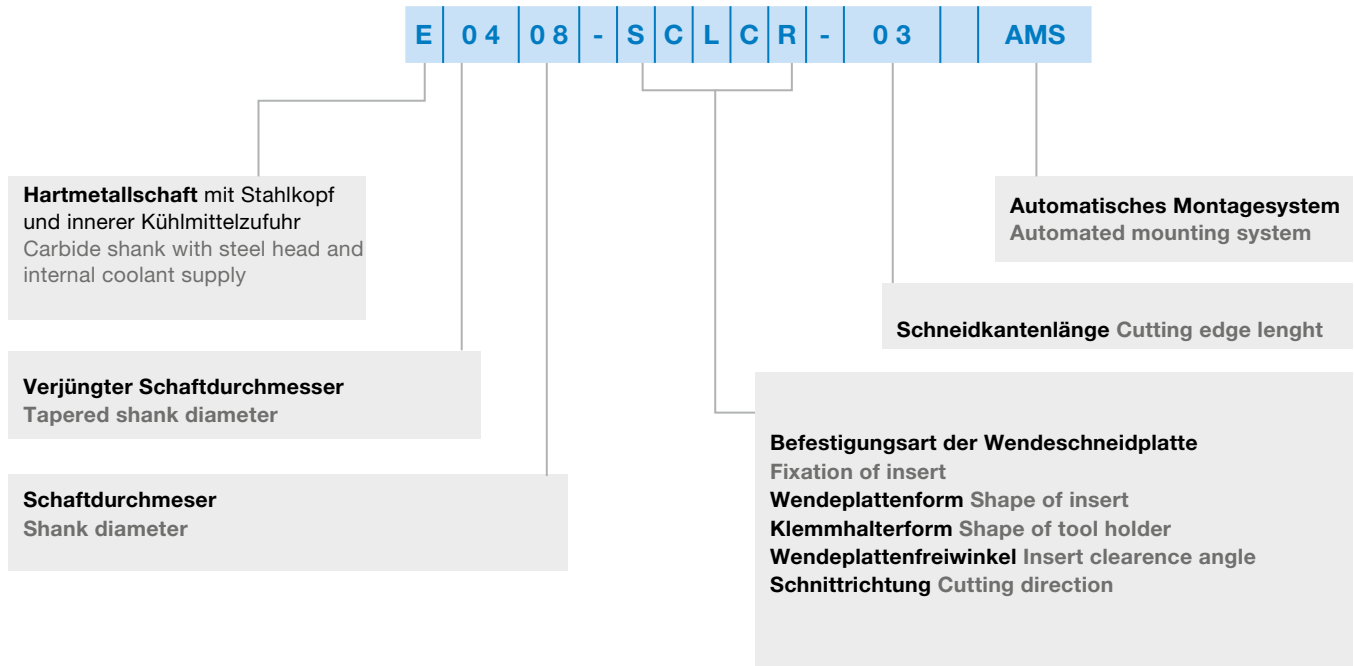 E 04 08 - S C L C R - 03 AMS
Hartmetallschaft mit Stahlkopf
und innerer Kühlmittelzufuhr
Carbide shank with steel head and
internal coolant supply
Automatisches Montagesystem
Automated mounting system
Schneidkantenlänge Cutting edge lenght
Verjüngter Schaftdurchmesser
Tapered shank diameter
Schaftdurchmeser
Shank diameter
Befestigungsart der Wendeschneidplatte
Fixation of insert
Wendeplattenform Shape of insert
Klemmhalterform Shape of tool holder
Wendeplattenfreiwinkel Insert clearence angle
Schnittrichtung Cutting direction